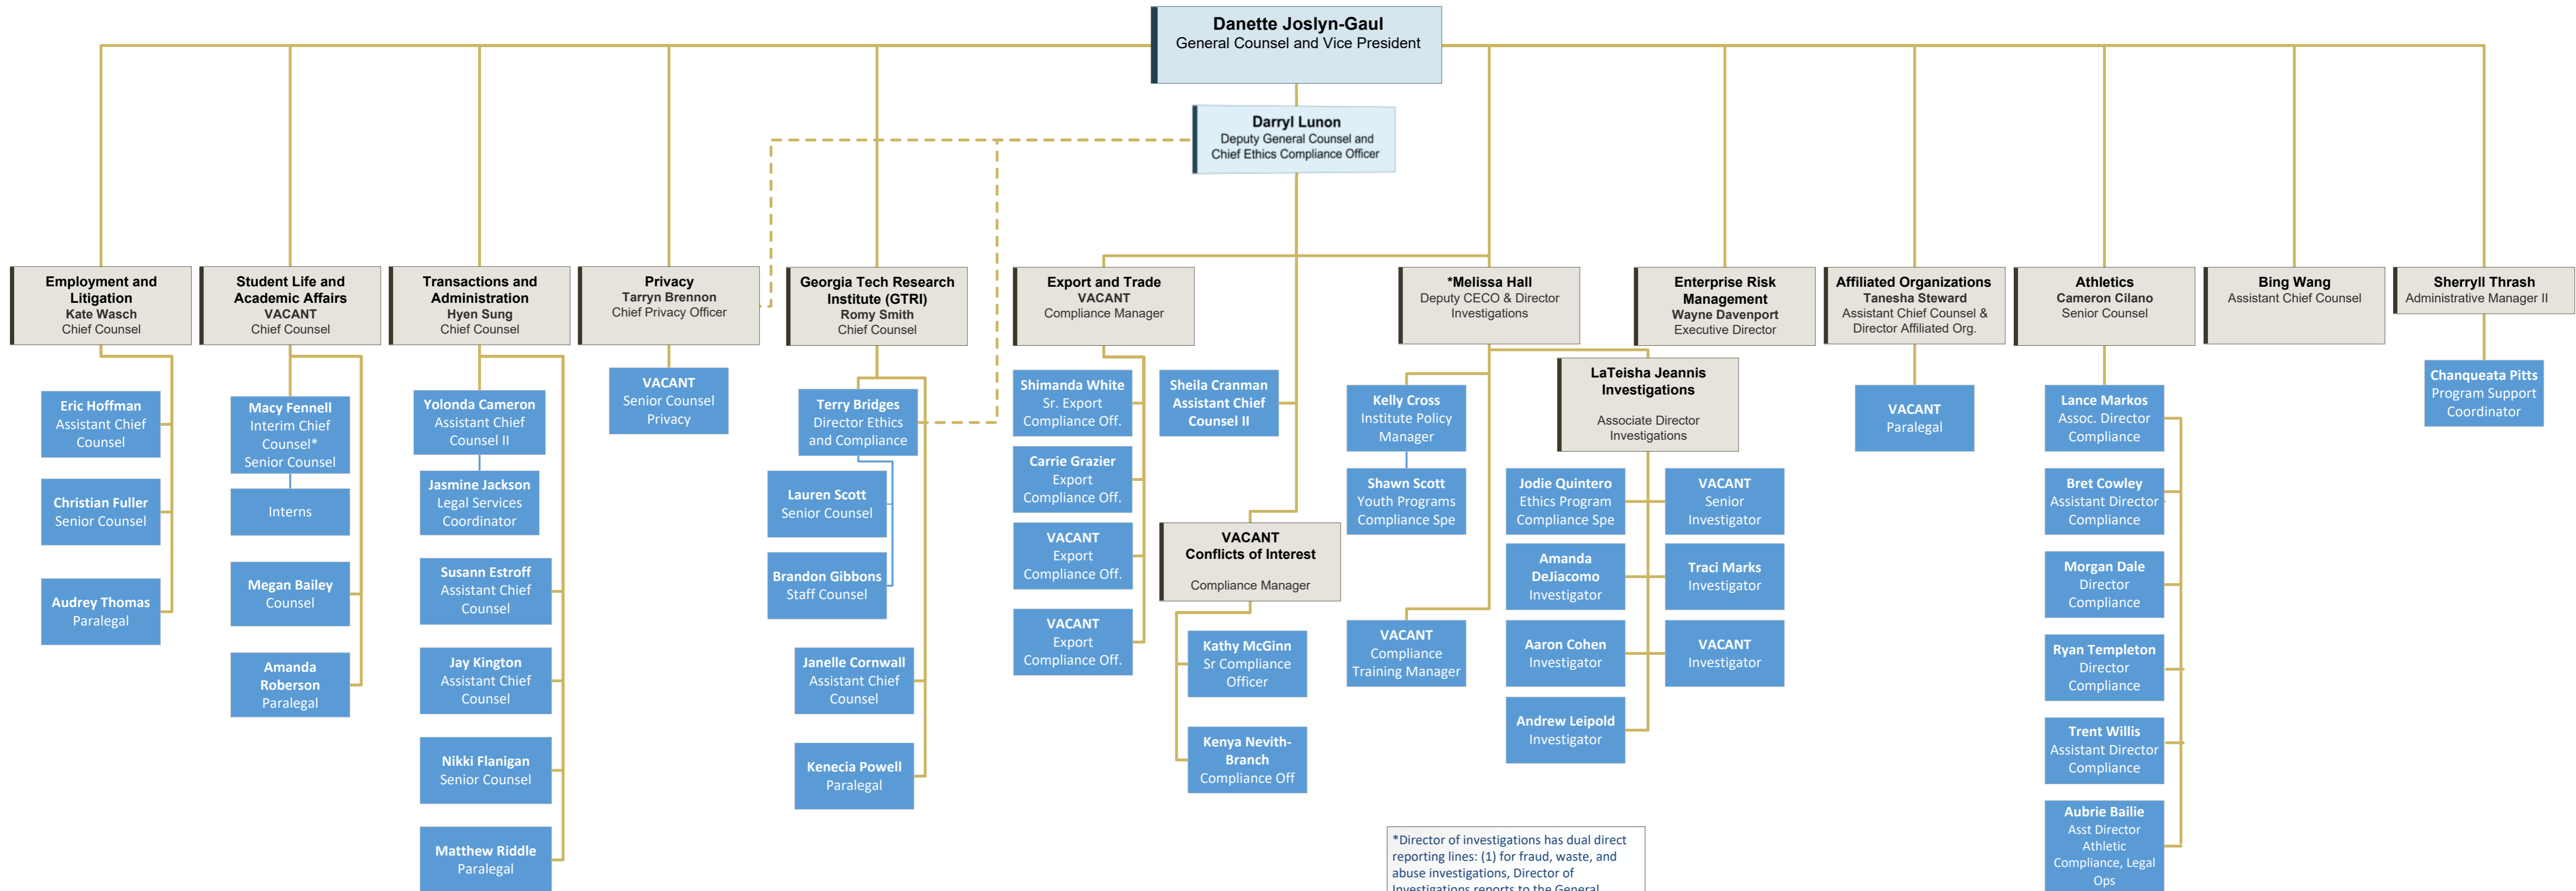 Danette Joslyn-Gaul
General Counsel and Vice President
Darryl Lunon
Deputy General Counsel and
Chief Ethics Compliance Officer
Employment and
Litigation
Kate Wasch
Chief Counsel
Eric Hoffman
Assistant Chief
Counsel
Christian Fuller
Senior Counsel
Audrey Thomas
Paralegal
Student Life and
Academic Affairs
VACANT
Chief Counsel
Macy Fennell
Interim Chief
Counsel*
Senior Counsel
Interns
Megan Bailey
Counsel
Amanda
Roberson
Paralegal
Transactions and
Administration
Hyen Sung
Chief Counsel
Yolonda Cameron
Assistant Chief
Counsel II
Jasmine Jackson
Legal Services
Coordinator
Susann Estroff
Assistant Chief
Counsel
Jay Kington
Assistant Chief
Counsel
Nikki Flanigan
Senior Counsel
Matthew Riddle
Paralegal
Privacy
Tarryn Brennon
Chief Privacy Officer
VACANT
Senior Counsel
Privacy
Georgia Tech Research
Institute (GTRI)
Romy Smith
Chief Counsel
Terry Bridges
Director Ethics
and Compliance
Lauren Scott
Senior Counsel
Brandon Gibbons
Staff Counsel
Janelle Cornwall
Assistant Chief
Counsel
Kenecia Powell
Paralegal
Export and Trade
VACANT
Compliance Manager
Shimanda White
Sr. Export
Compliance Off.
Carrie Grazier
Export
Compliance Off.
VACANT
Export
Compliance Off.
VACANT
Export
Compliance Off.
Sheila Cranman
Assistant Chief
Counsel II
VACANT
Conflicts of Interest
Compliance Manager
Kathy McGinn
Sr Compliance
Officer
Kenya Nevith-
Branch
Compliance Off
*Melissa Hall
Deputy CECO & Director
Investigations
Kelly Cross
Institute Policy
Manager
Shawn Scott
Youth Programs
Compliance Spe
VACANT
Compliance
Training Manager
LaTeisha Jeannis
Investigations
Associate Director
Investigations
Jodie Quintero
Ethics Program
Compliance Spe
Amanda
DeJiacomo
Investigator
Aaron Cohen
Investigator
Andrew Leipold
Investigator
VACANT
Senior
Investigator
Traci Marks
Investigator
VACANT
Investigator
Enterprise Risk
Management
Wayne Davenport
Executive Director
Affiliated Organizations
Tanesha Steward
Assistant Chief Counsel &
Director Affiliated Org.
VACANT
Paralegal
Athletics
Cameron Cilano
Senior Counsel
Lance Markos
Assoc. Director
Compliance
Bret Cowley
Assistant Director
Compliance
Morgan Dale
Director
Compliance
Ryan Templeton
Director
Compliance
Trent Willis
Assistant Director
Compliance
Aubrie Bailie
Asst Director
Athletic
Compliance, Legal
Ops
Bing Wang
Assistant Chief Counsel
Sherryll Thrash
Administrative Manager II
Chanqueata Pitts
Program Support
Coordinator
*Director of investigations has dual direct
reporting lines: (1) for fraud, waste, and
abuse investigations, Director of
Investigations reports to the General